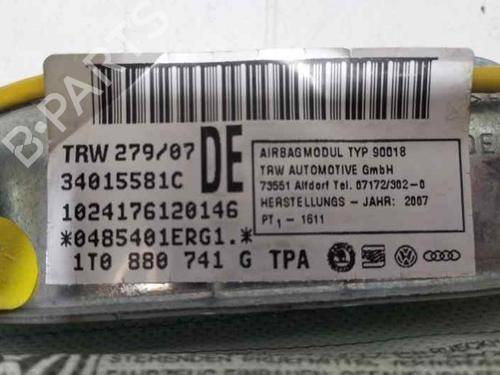 TRW 279/07 DE
34015581C
1024176120146
*0485401ERG1.*
1T0 880 741 G TPA
AIRBAGMODUL TYP 90018
TRW AUTOMOTIVE GmbH
73551 Alfdorf Tel. 07172/302-0
HERSTELLUNGS - JAHR: 2007
PT1 - 1611
B-PARTS